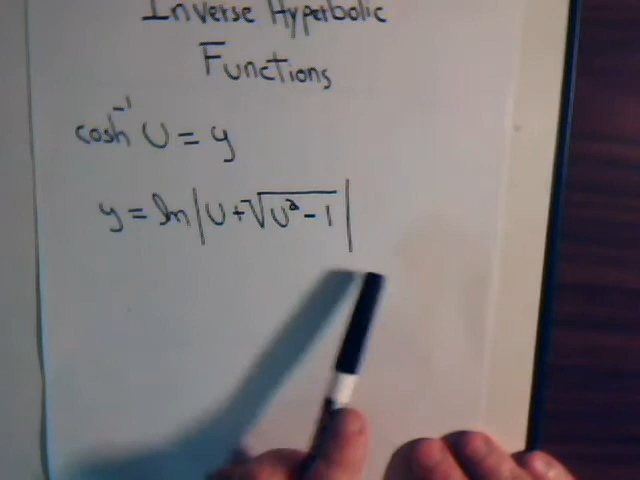 Inverse Hyperbolic
Functions
cosh⁻¹ U = y
y = ln|U+√(U²-1)|